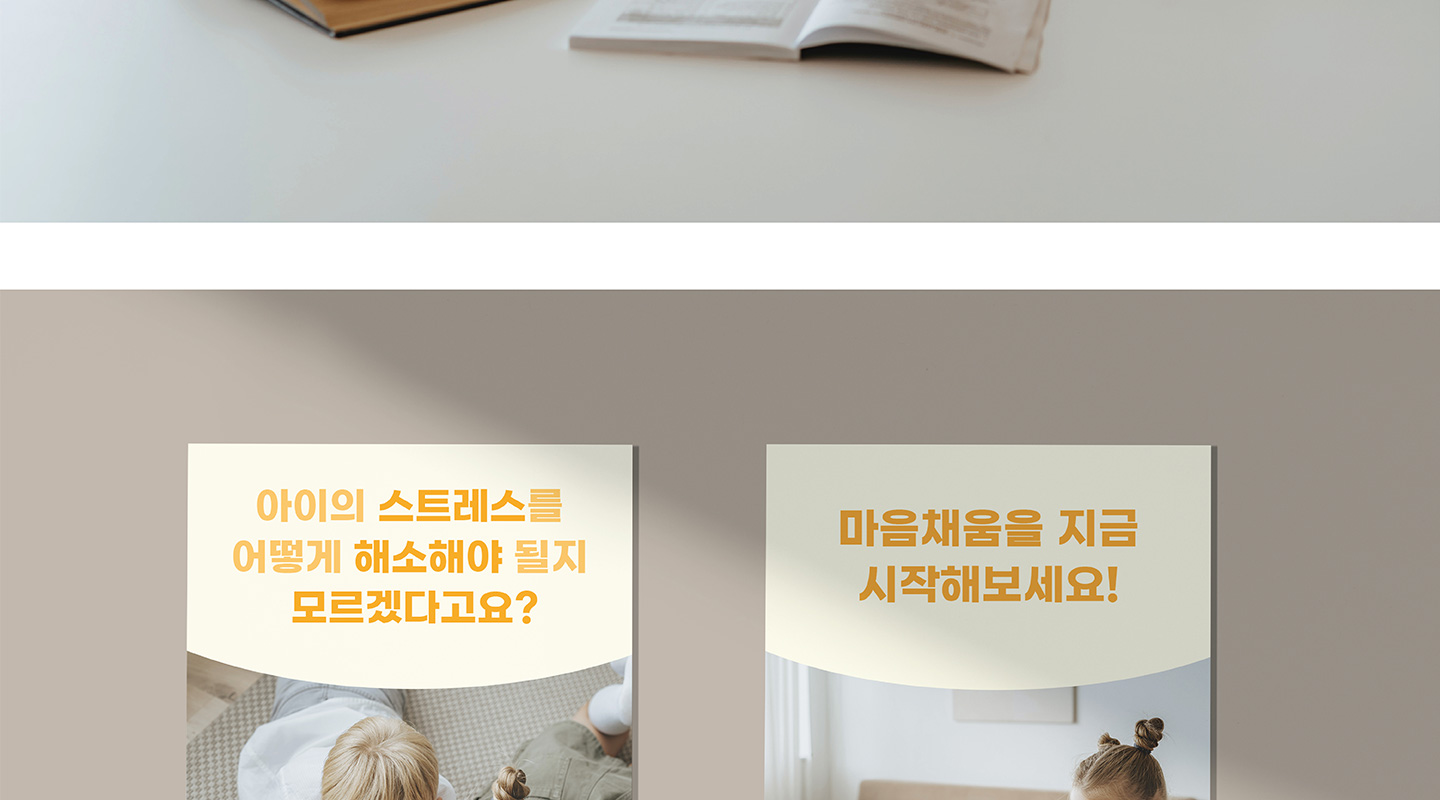 아이의 스트레스를
어떻게 해소해야 될지
모르겠다고요?
마음채움을 지금
시작해보세요!